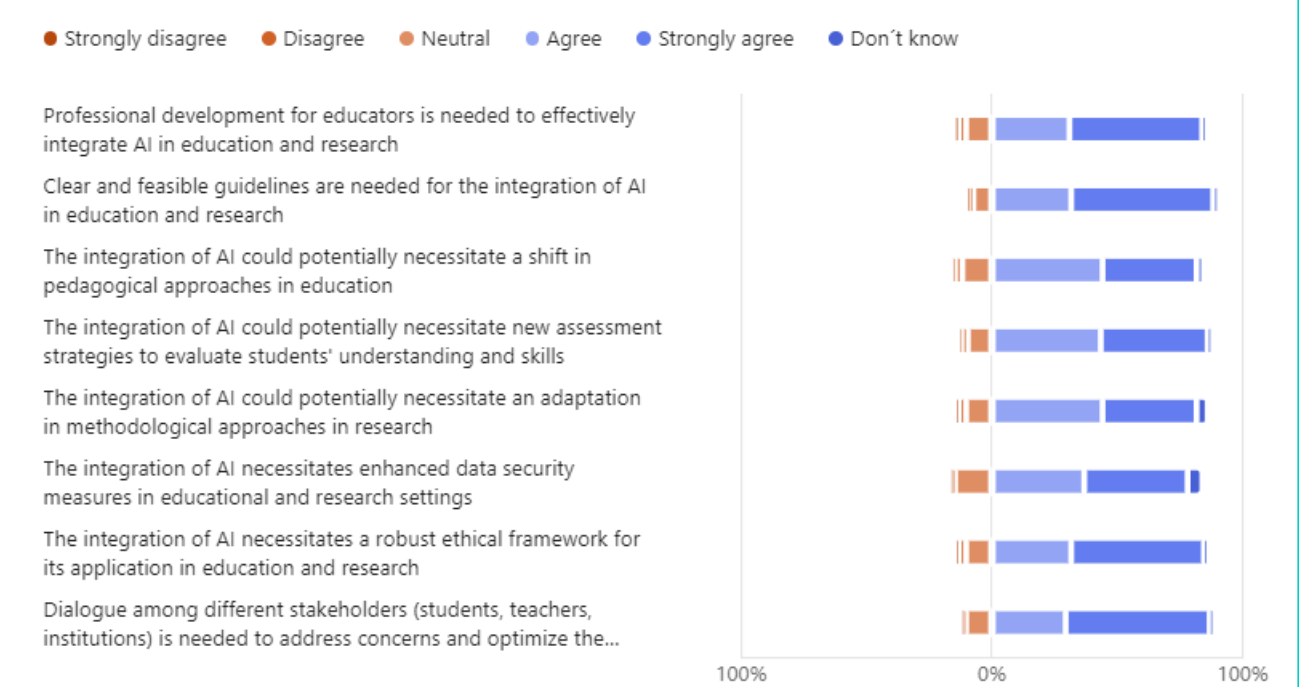 Strongly disagree Disagree Neutral Agree Strongly agree Don´t know
Professional development for educators is needed to effectively
integrate AI in education and research
Clear and feasible guidelines are needed for the integration of AI
in education and research
The integration of AI could potentially necessitate a shift in
pedagogical approaches in education
The integration of AI could potentially necessitate new assessment
strategies to evaluate students' understanding and skills
The integration of AI could potentially necessitate an adaptation
in methodological approaches in research
The integration of AI necessitates enhanced data security
measures in educational and research settings
The integration of AI necessitates a robust ethical framework for
its application in education and research
Dialogue among different stakeholders (students, teachers,
institutions) is needed to address concerns and optimize the...
100% 0% 100%